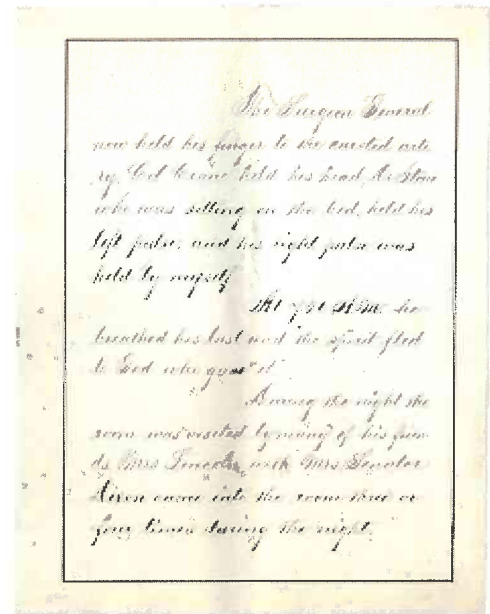 The Surgeon General
now held his finger to the carotid arte
ry, Col Crane held his head, Dr Stone
who was sitting on the bed, held his
left pulse, and his right pulse was
held by myself
At 7.20 A.M. he
breathed his last and "the spirit fled
to God who gave it"
During the night the
room was visited by many of his frien
ds Mrs Lincoln with Mrs Senator
Dixon came into the room three or
four times during the night.